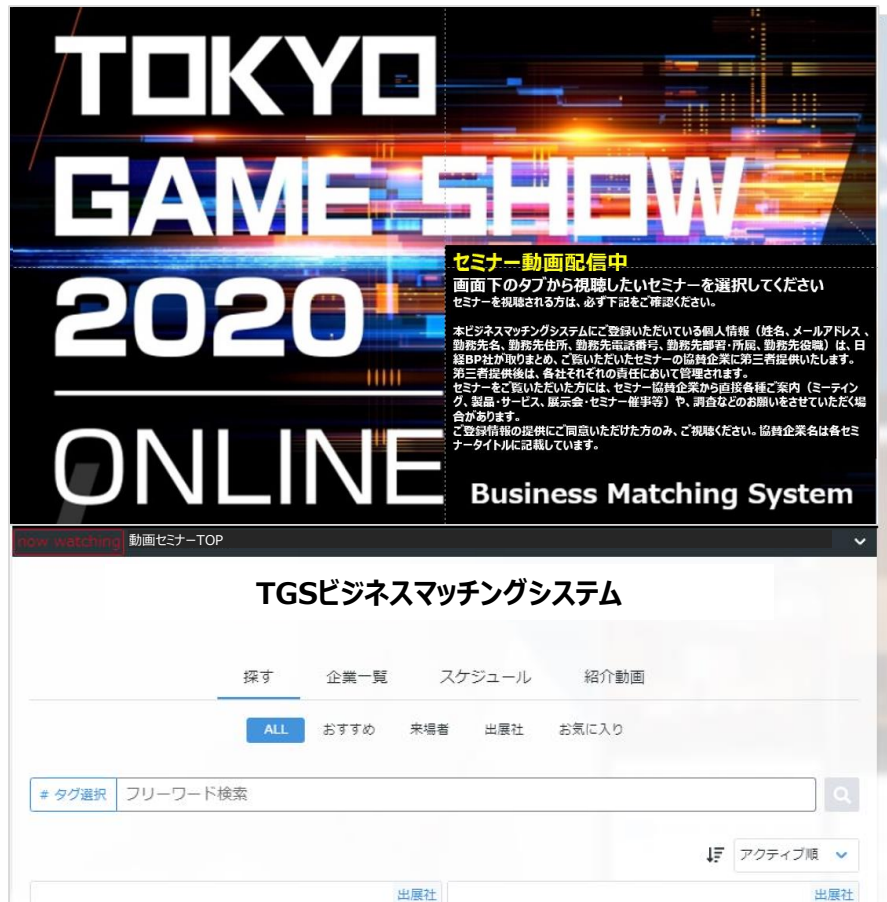 TOKYO
GAME SHOW
2020
ONLINE
セミナー動画配信中
画面下のタブから視聴したいセミナーを選択してください
セミナーを視聴される方は、必ず下記をご確認ください。
本ビジネスマッチングシステムにご登録いただいている個人情報（姓名、メールアドレス、
勤務先名、勤務先住所、勤務先電話番号、勤務先部署・所属、勤務先役職）は、日
経BP社が取りまとめ、ご覧いただいたセミナーの協賛企業に第三者提供いたします。
第三者提供後は、各社それぞれの責任において管理されます。
セミナーをご覧いただいた方には、セミナー協賛企業から直接各種ご案内（ミーティン
グ、製品・サービス、展示会・セミナー催事等）や、調査などのお願いをさせていただく場
合があります。
ご登録情報の提供にご同意いただけた方のみ、ご視聴ください。協賛企業名は各セミ
ナータイトルに記載しています。
Business Matching System
now watching 動画セミナーTOP
TGSビジネスマッチングシステム
探す 企業一覧 スケジュール 紹介動画
ALL おすすめ 来場者 出展社 お気に入り
# タグ選択 フリーワード検索
アクティブ順
出展社 出展社